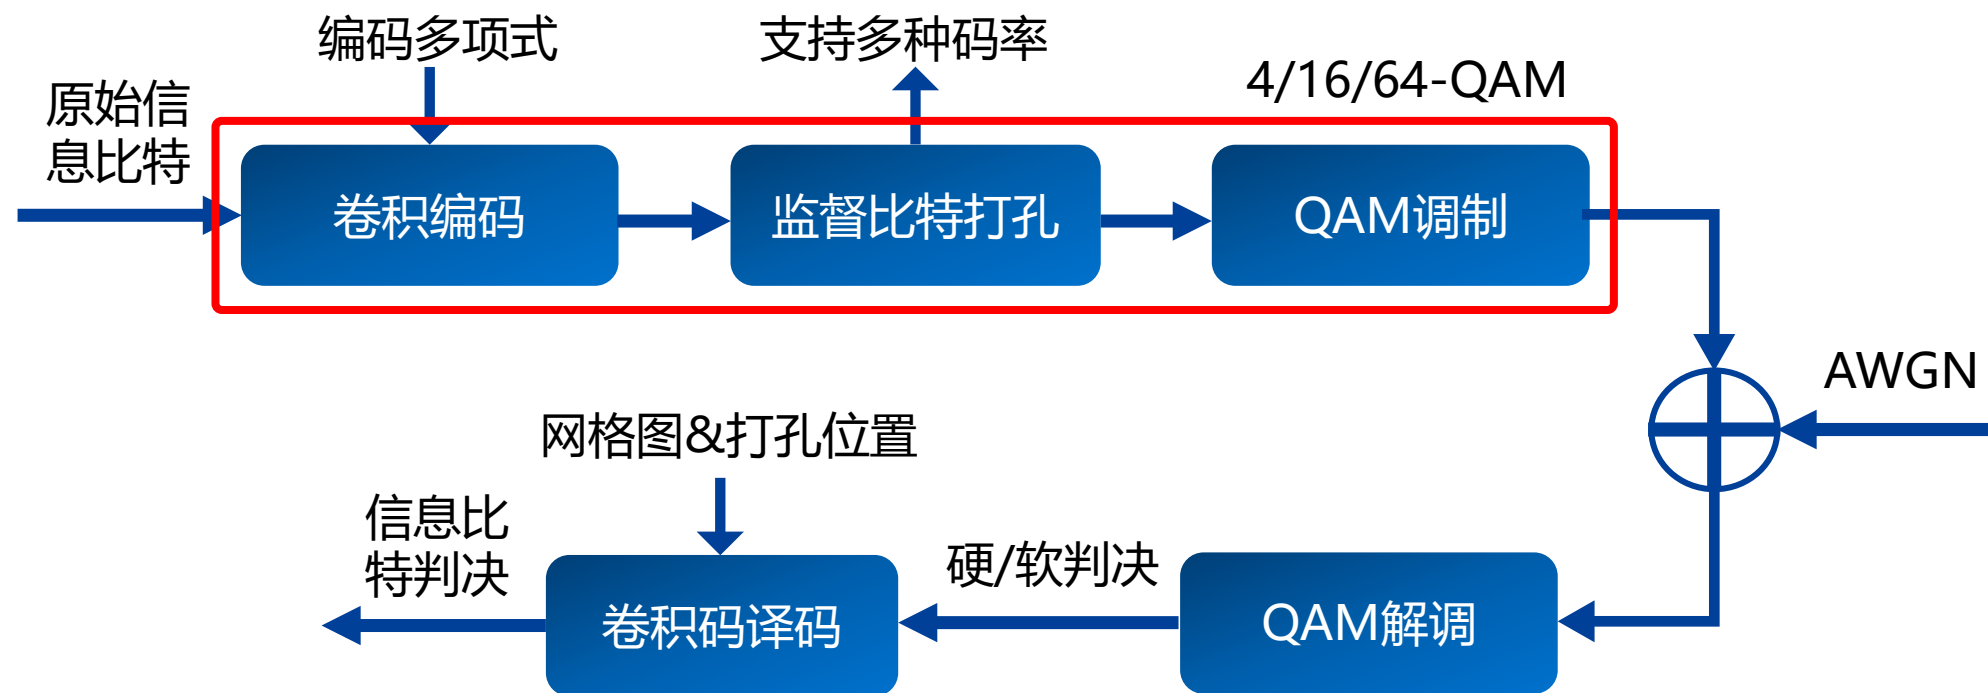 编码多项式
支持多种码率
4/16/64-QAM
原始信
息比特
卷积编码
监督比特打孔
QAM调制
AWGN
网格图&打孔位置
信息比
特判决
硬/软判决
卷积码译码
QAM解调